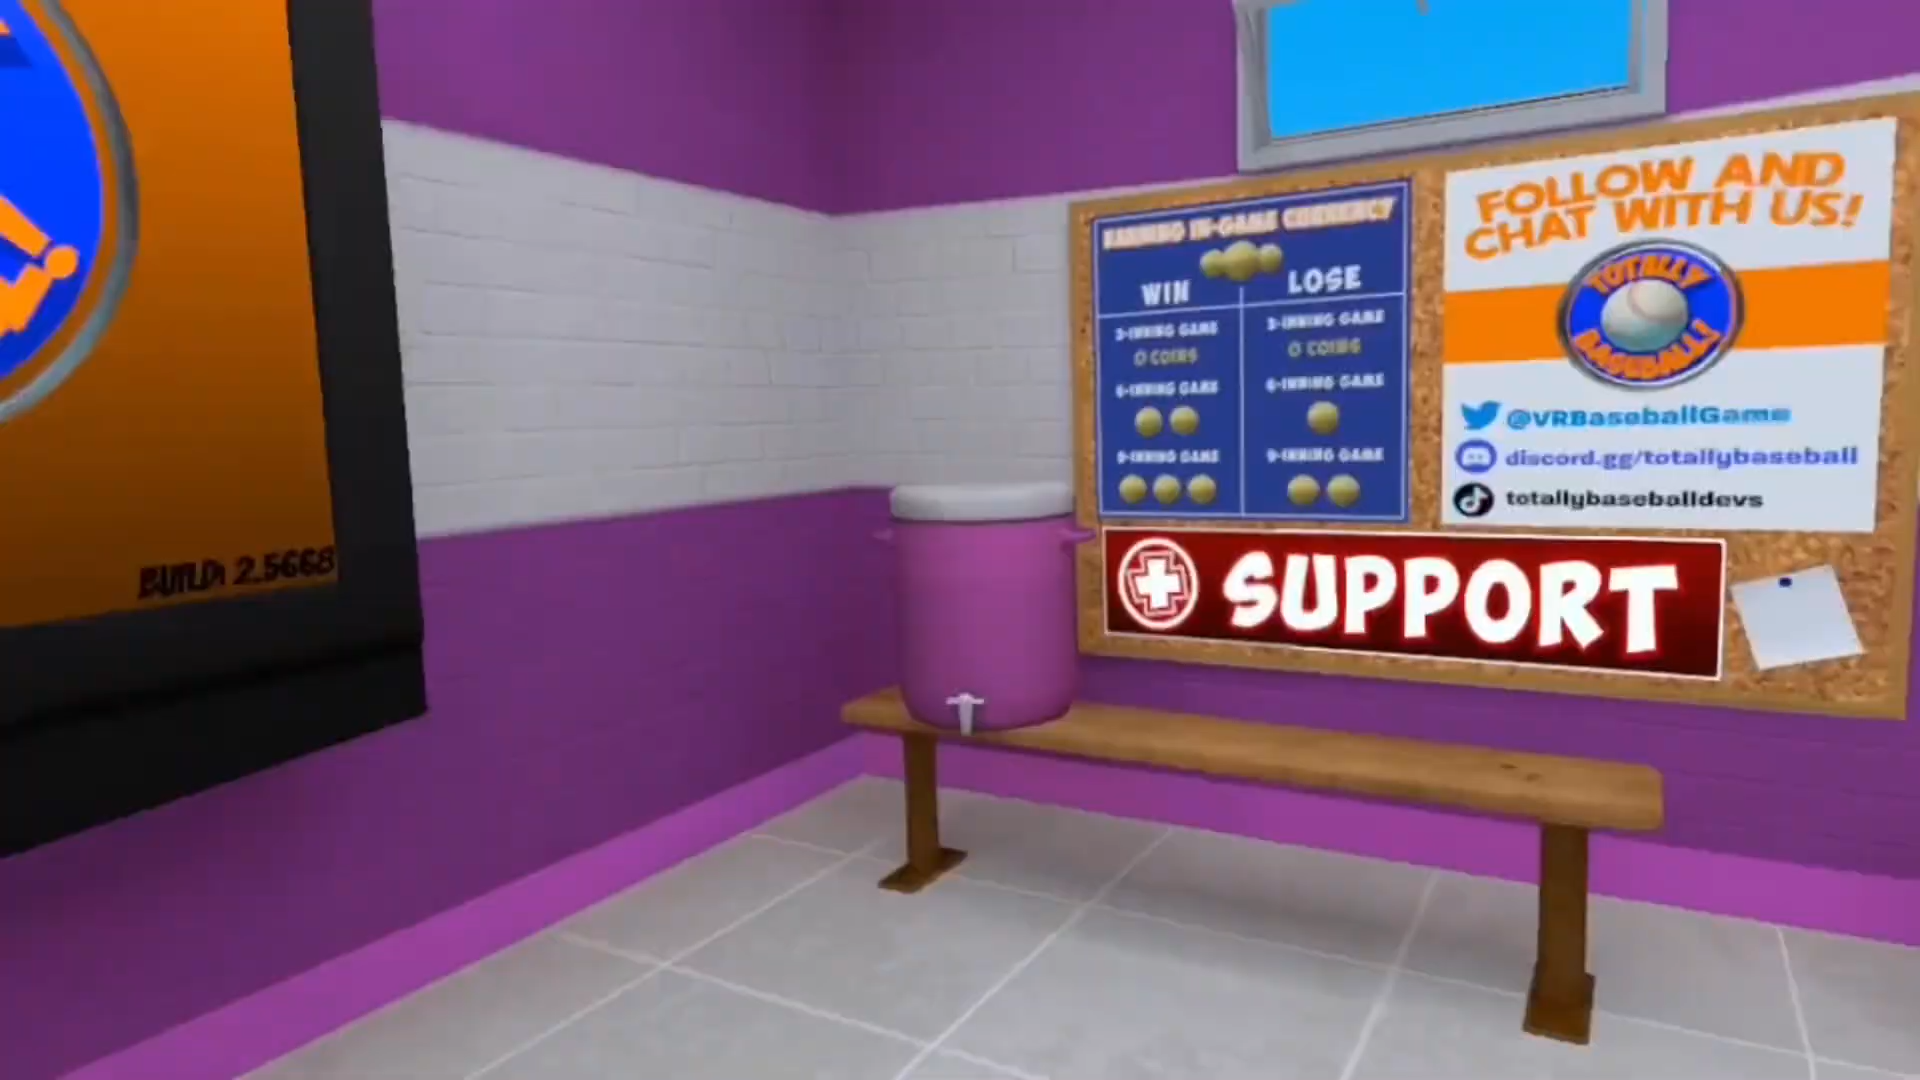 BUILD: 2.5668
EARNING IN-GAME CURRENCY
WIN
LOSE
3-INNING GAME
3-INNING GAME
0 COINS
0 COINS
6-INNING GAME
6-INNING GAME
9-INNING GAME
9-INNING GAME
FOLLOW AND
CHAT WITH US!
TOTALLY
BASEBALL!
@VRBaseballGame
discord.gg/totallybaseball
totallybaseballdevs
SUPPORT